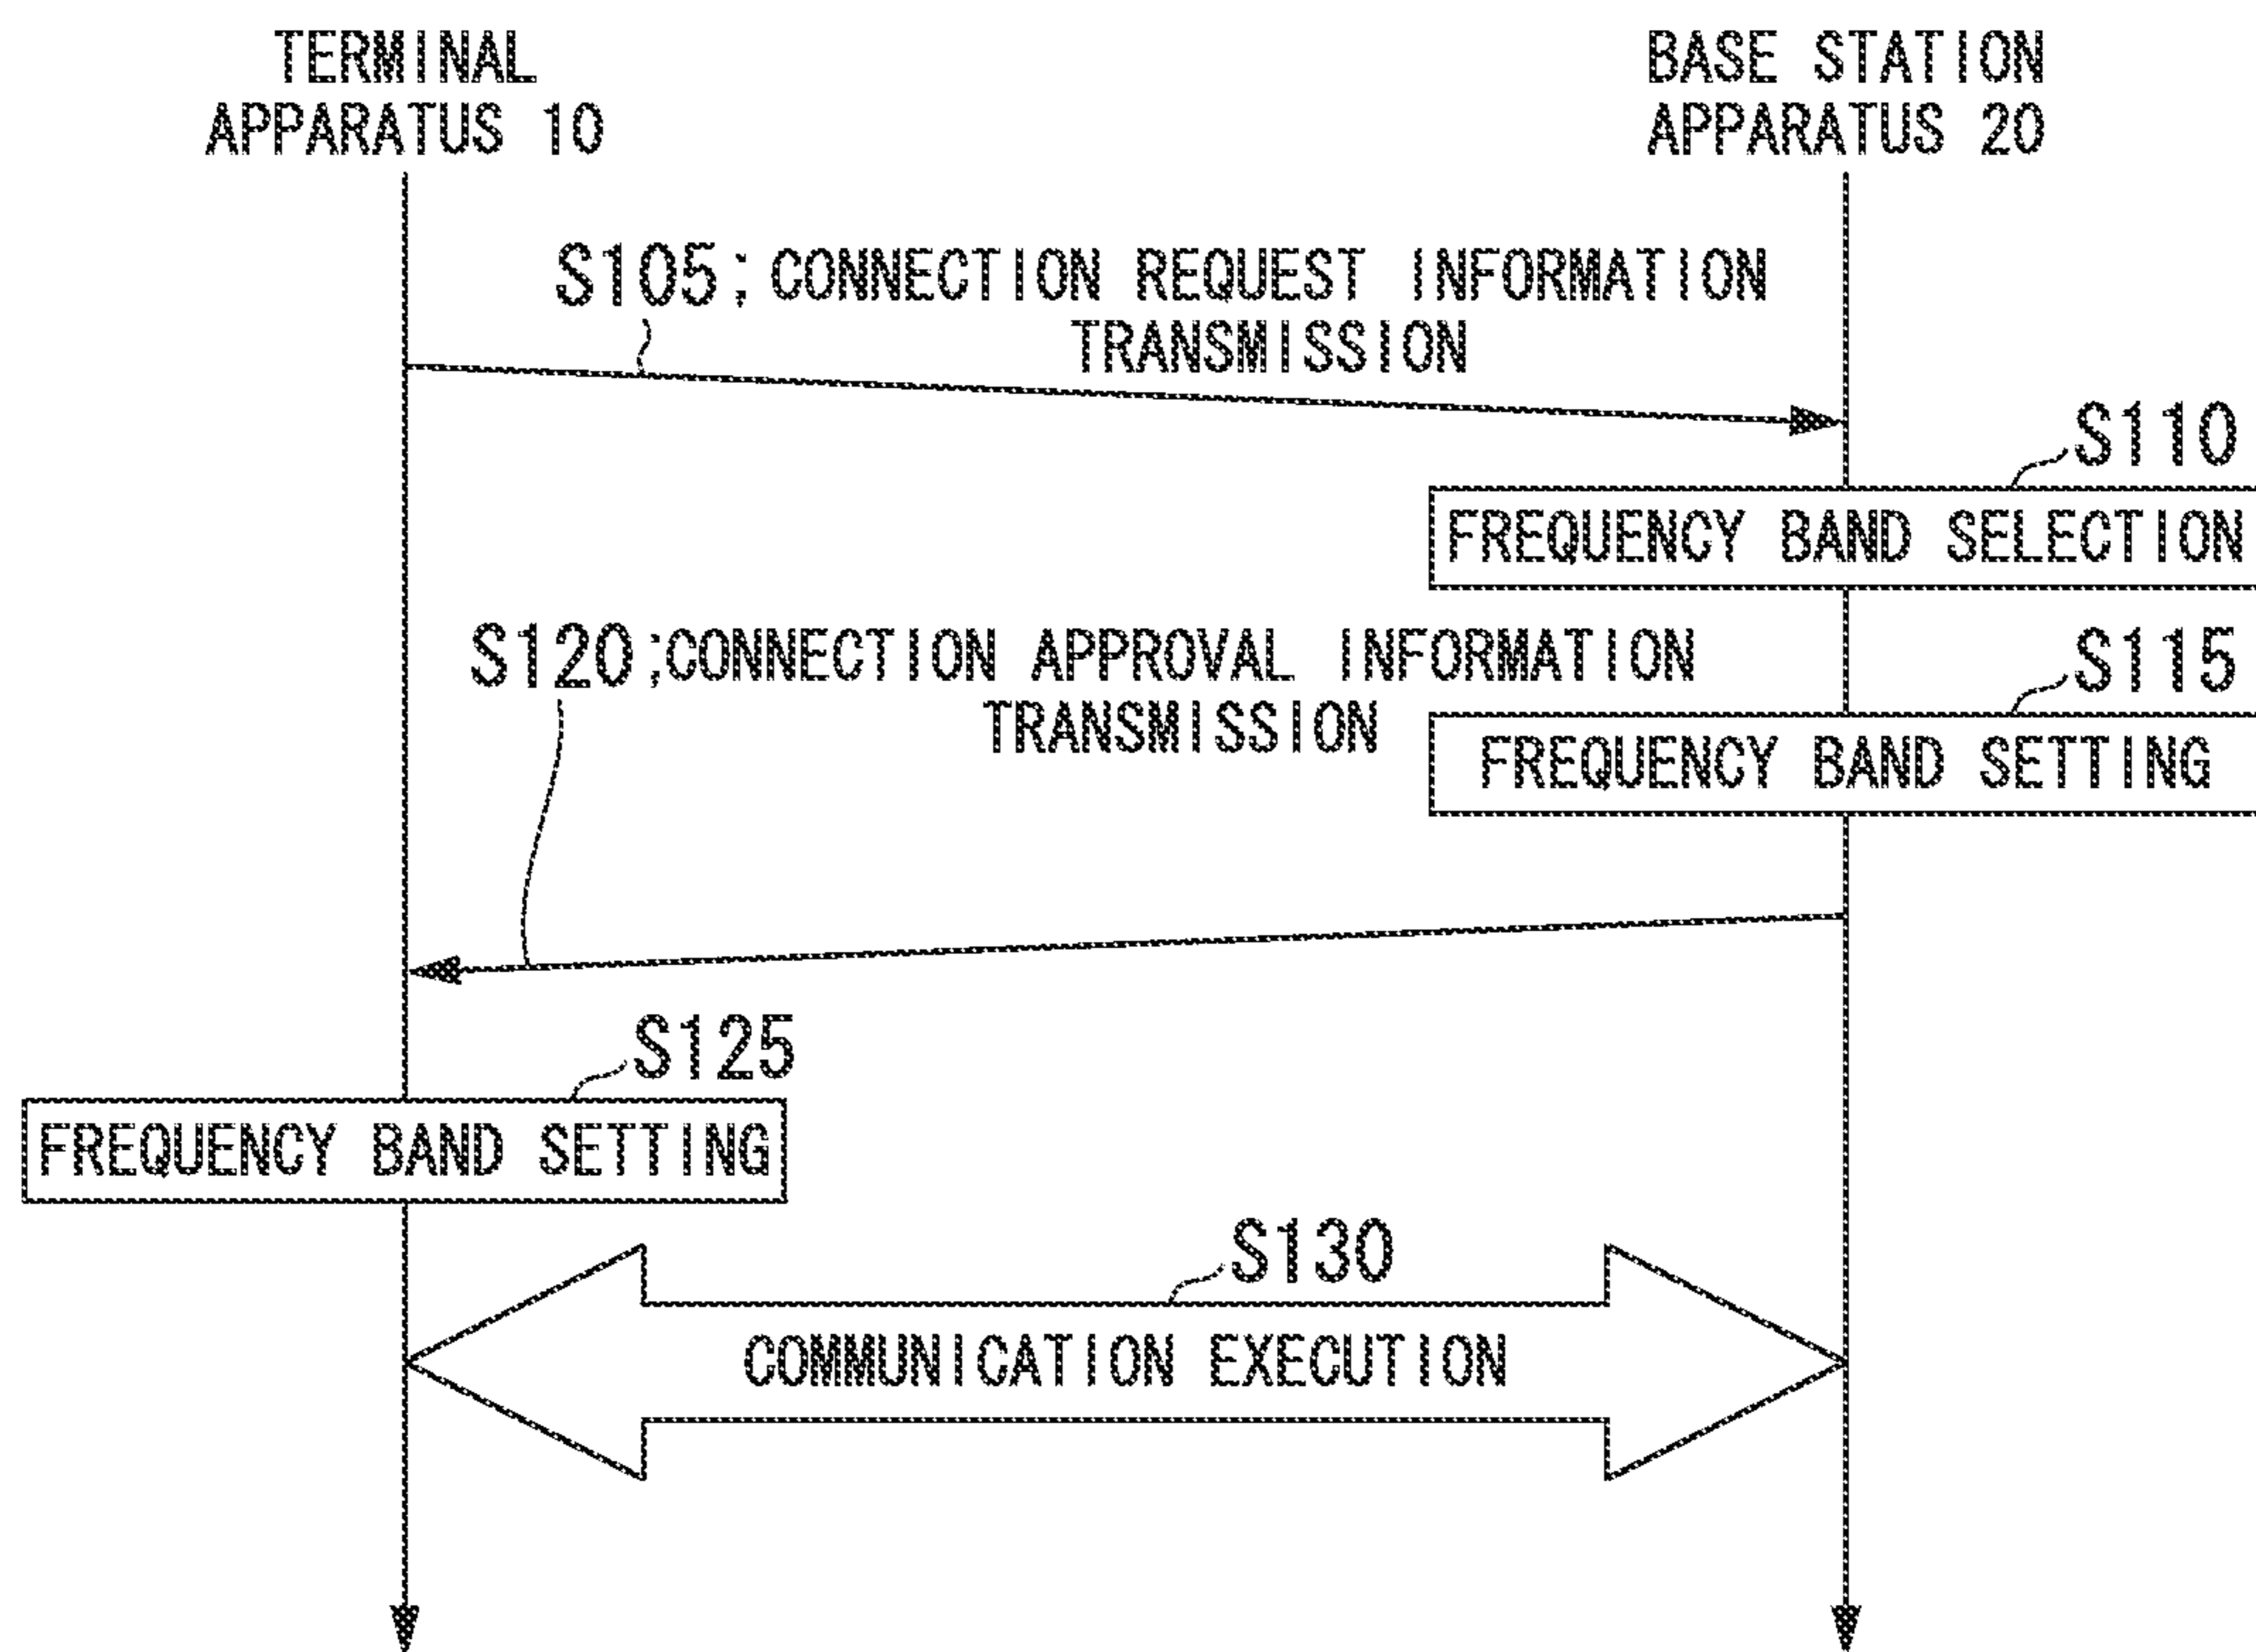 TERMINAL
APPARATUS 10
BASE STATION
APPARATUS 20
S105; CONNECTION REQUEST INFORMATION
TRANSMISSION
S110
FREQUENCY BAND SELECTION
S120;CONNECTION APPROVAL INFORMATION
TRANSMISSION
S115
FREQUENCY BAND SETTING
S125
FREQUENCY BAND SETTING
S130
COMMUNICATION EXECUTION